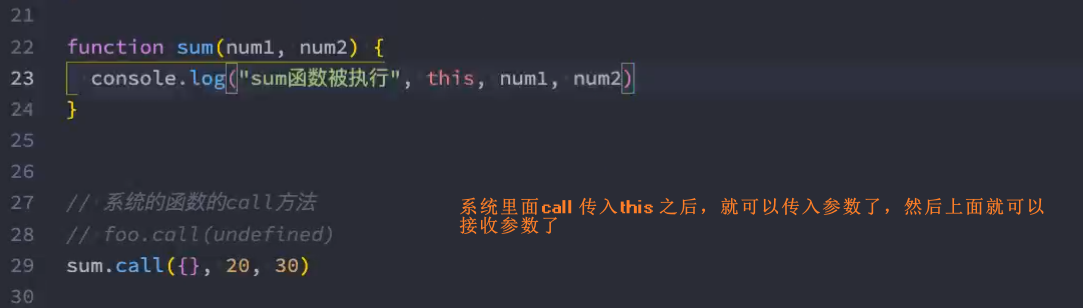 21
22 function sum(num1, num2) {
23 console.log("sum函数被执行", this, num1, num2)
24 }
25
26
27 // 系统的函数的call方法
28 // foo.call(undefined)
29 sum.call({}, 20, 30)
30
系统里面call 传入this 之后，就可以传入参数了，然后上面就可以
接收参数了